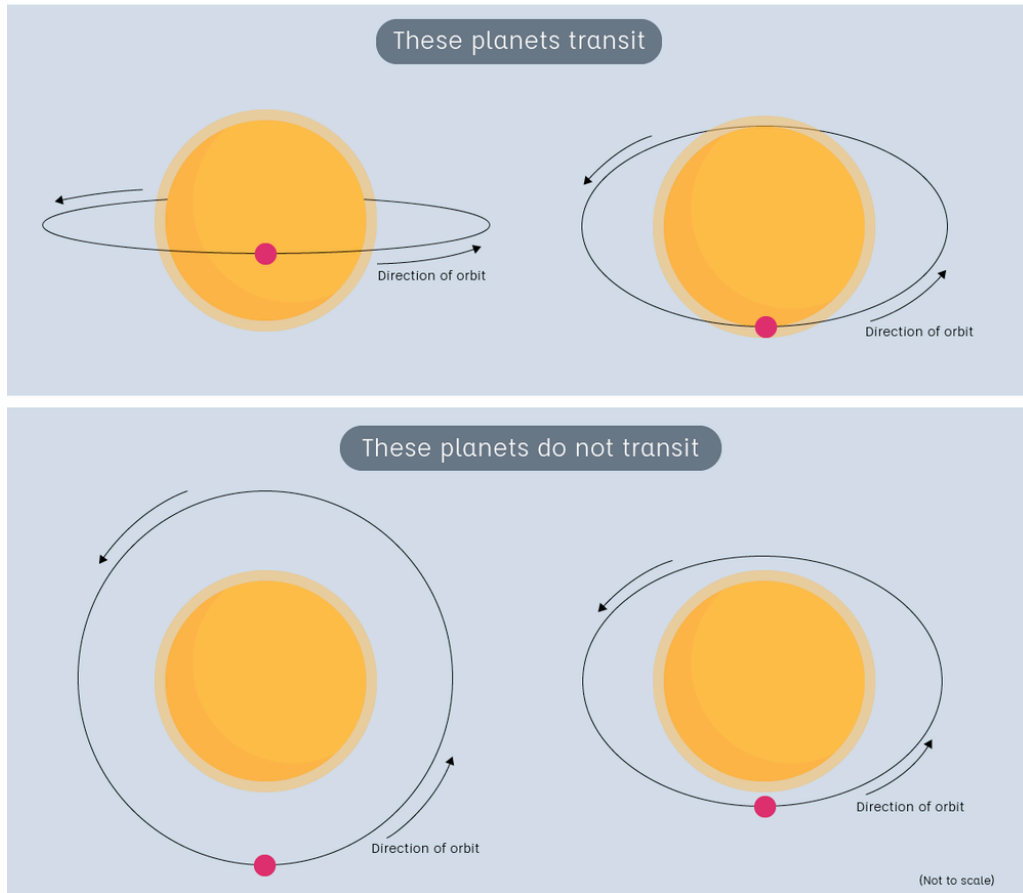 These planets transit
Direction of orbit
Direction of orbit
These planets do not transit
Direction of orbit
Direction of orbit
(Not to scale)